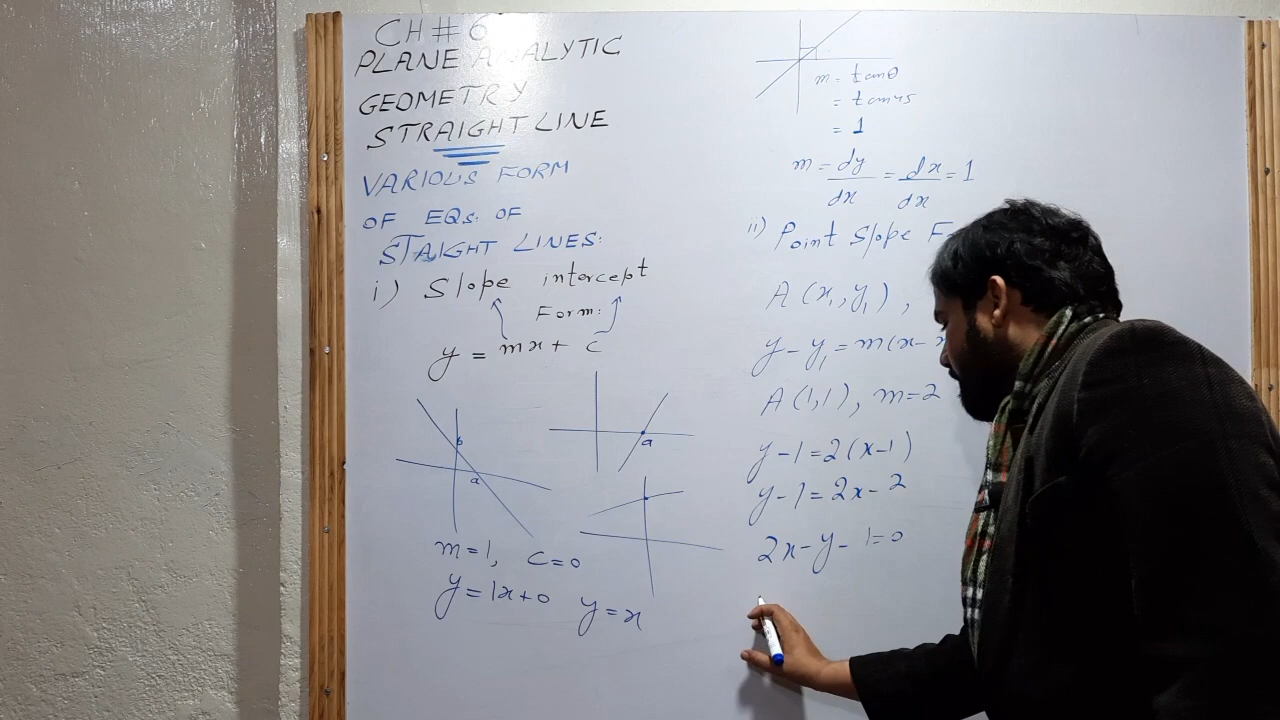 CH # 6
PLANE ANALYTIC
GEOMETRY
STRAIGHT LINE
VARIOUS FORM
OF EQs. OF
STAIGHT LINES:
i) Slope intercept
Form:
y = mx + c
b
a
a
m=1, c=0
y = 1x+0 y = x
m = tanθ
= tan45
= 1
m = dy/dx = dx/dx = 1
ii) Point Slope
A (x₁, y₁),
y - y₁ = m(x-
A (1,1), m=2
y - 1 = 2(x-1)
y - 1 = 2x - 2
2x - y - 1 = 0